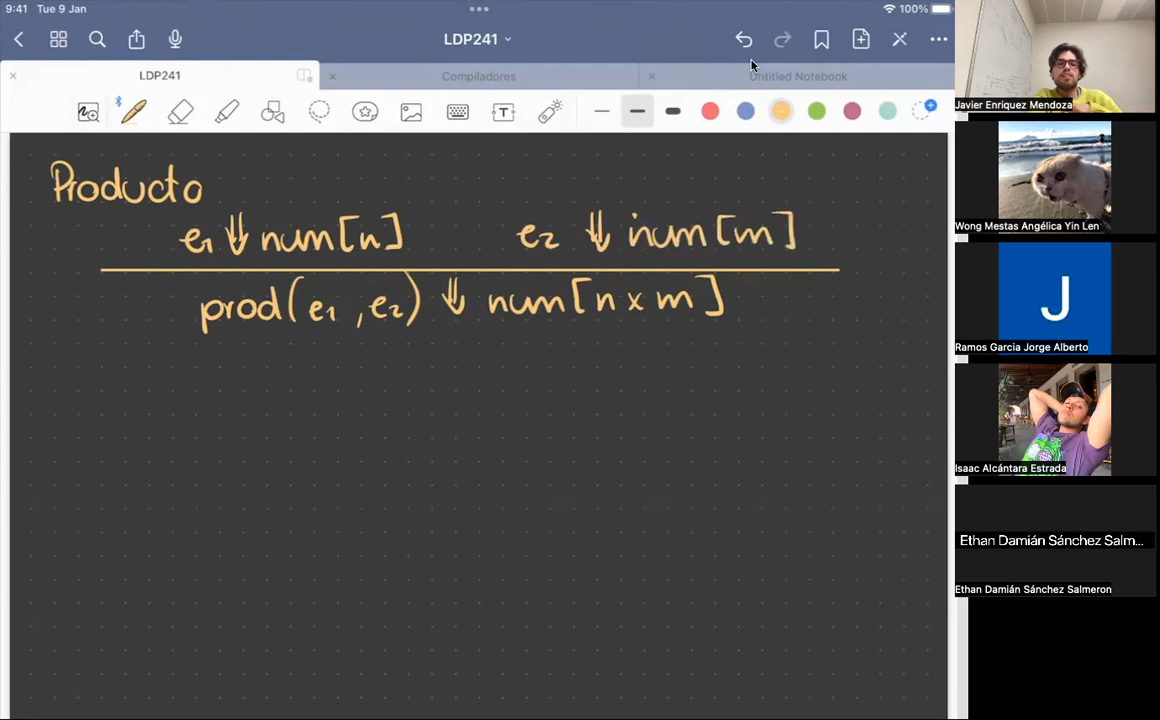 9:41 Tue 9 Jan
100%
LDP241
LDP241
Compiladores
Untitled Notebook
Producto
e₁ ⇓ num[n] e₂ ⇓ num[m]
prod(e₁, e₂) ⇓ num[n x m]
Javier Enriquez Mendoza
Wong Mestas Angélica Yin Len
J
Ramos Garcia Jorge Alberto
Isaac Alcántara Estrada
Ethan Damián Sánchez Salm...
Ethan Damián Sánchez Salmeron